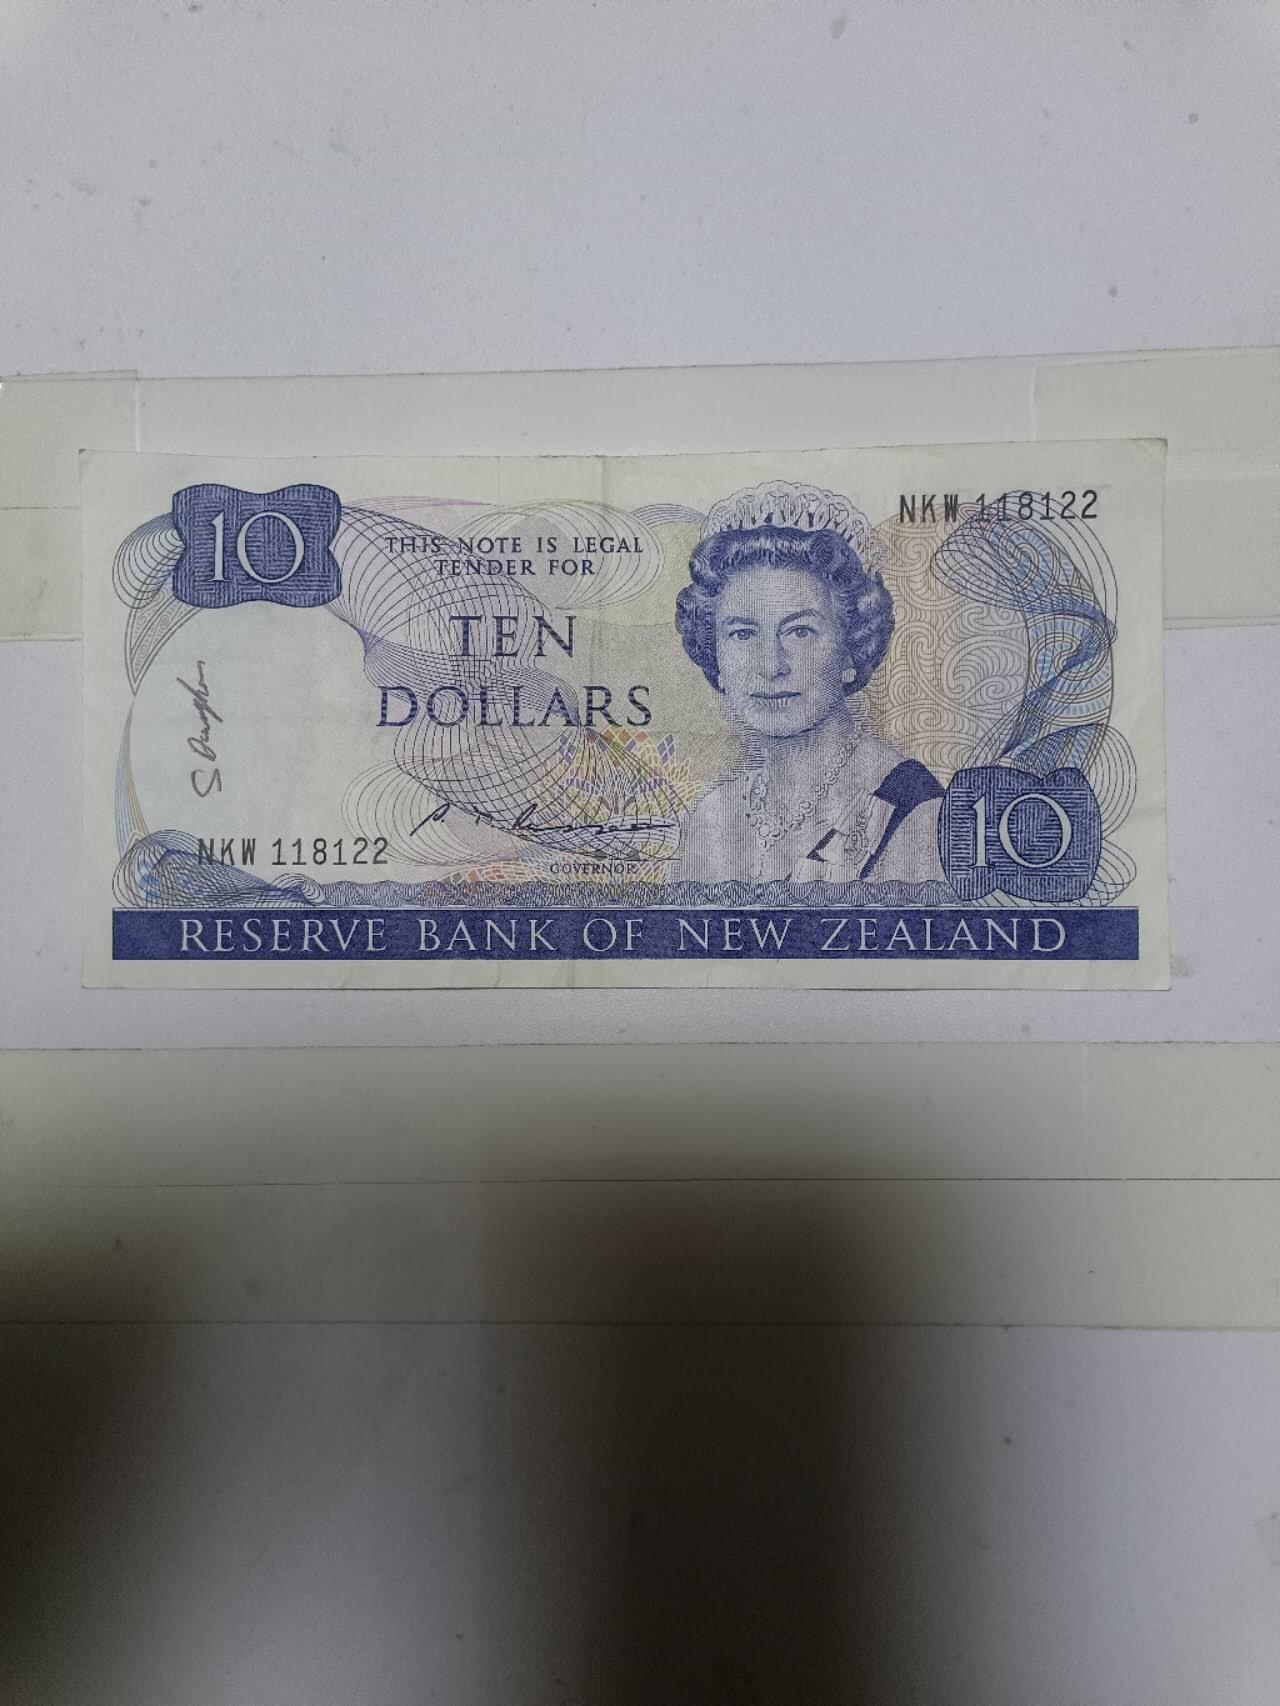 10
NKW 118122
THIS NOTE IS LEGAL
TENDER FOR
TEN
DOLLARS
NKW 118122
GOVERNOR
10
RESERVE BANK OF NEW ZEALAND